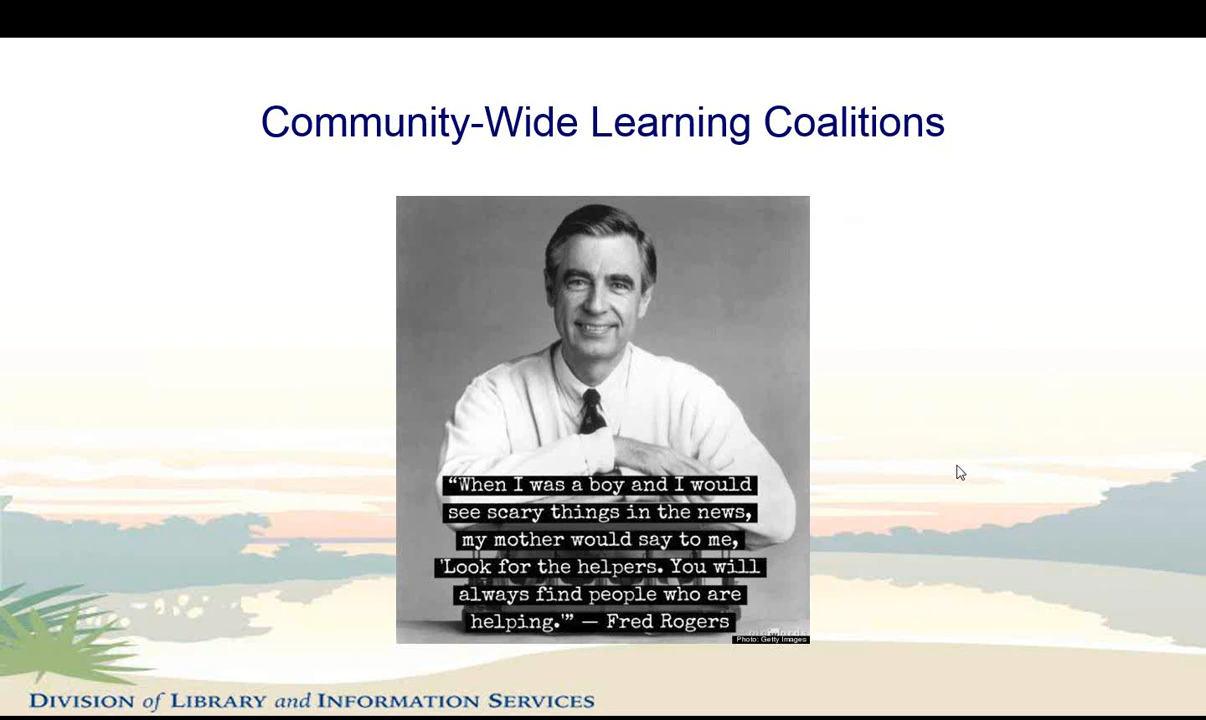 Community-Wide Learning Coalitions
“When I was a boy and I would
see scary things in the news,
my mother would say to me,
'Look for the helpers. You will
always find people who are
helping.'” — Fred Rogers
Photo: Getty Images
DIVISION of LIBRARY and INFORMATION SERVICES